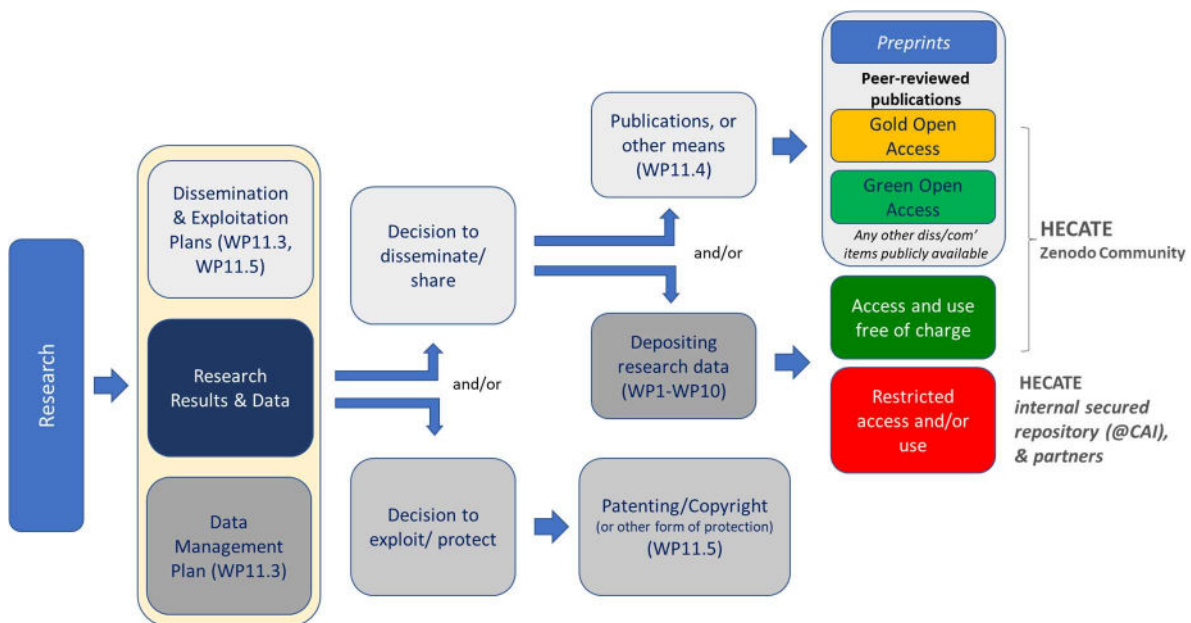 Research
Dissemination
& Exploitation
Plans (WP11.3,
WP11.5)
Research
Results & Data
Data
Management
Plan (WP11.3)
Decision to
disseminate/
share
and/or
Decision to
exploit/ protect
Publications, or
other means
(WP11.4)
and/or
Depositing
research data
(WP1-WP10)
Patenting/Copyright
(or other form of protection)
(WP11.5)
Preprints
Peer-reviewed
publications
Gold Open
Access
Green Open
Access
Any other diss/com'
items publicly available
Access and use
free of charge
Restricted
access and/or
use
HECATE
Zenodo Community
HECATE
internal secured
repository (@CAI),
& partners